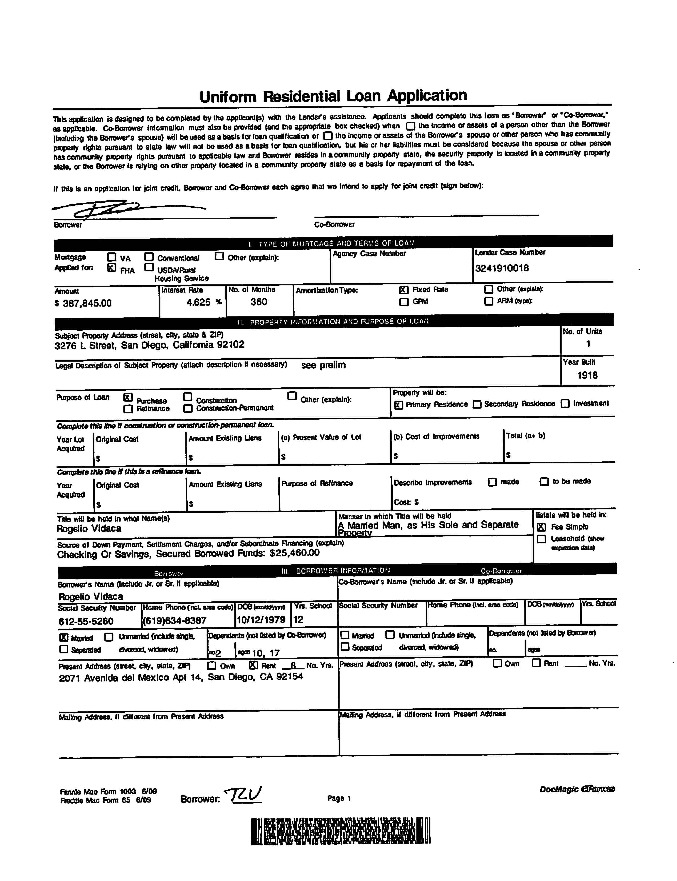 Uniform Residential Loan Application
This application is designed to be completed by the applicant(s) with the Lender's assistance. Applicants should complete this form as "Borrower" or "Co-Borrower,"
as applicable. Co-Borrower information must also be provided (and the appropriate box checked) when ☐ the income or assets of a person other than the Borrower
(including the Borrower's spouse) will be used as a basis for loan qualification or ☐ the income or assets of the Borrower's spouse or other person who has community
property rights pursuant to state law will not be used as a basis for loan qualification, but his or her liabilities must be considered because the spouse or other person
has community property rights pursuant to applicable law and Borrower resides in a community property state, the security property is located in a community property
state, or the Borrower is relying on other property located in a community property state as a basis for repayment of the loan.
If this is an application for joint credit, Borrower and Co-Borrower each agree that we intend to apply for joint credit (sign below):
Borrower Co-Borrower
I. TYPE OF MORTGAGE AND TERMS OF LOAN
Mortgage Applied for: ☐ VA ☒ FHA ☐ Conventional ☐ USDA/Rural Housing Service ☐ Other (explain):
Agency Case Number
Lender Case Number
3241910018
Amount Interest Rate No. of Months Amortization Type: ☒ Fixed Rate ☐ Other (explain):
$ 387,845.00 4.625 % 360 ☐ GPM ☐ ARM (type):
II. PROPERTY INFORMATION AND PURPOSE OF LOAN
Subject Property Address (street, city, state & ZIP) No. of Units
3276 L Street, San Diego, California 92102 1
Legal Description of Subject Property (attach description if necessary) see prelim Year Built
1918
Purpose of Loan ☒ Purchase ☐ Construction ☐ Other (explain): Property will be:
☐ Refinance ☐ Construction-Permanent ☒ Primary Residence ☐ Secondary Residence ☐ Investment
Complete this line if construction or construction-permanent loan.
Year Lot Acquired Original Cost Amount Existing Liens (a) Present Value of Lot (b) Cost of Improvements Total (a+ b)
$ $ $ $ $
Complete this line if this is a refinance loan.
Year Acquired Original Cost Amount Existing Liens Purpose of Refinance Describe Improvements ☐ made ☐ to be made
$ $ Cost: $
Title will be held in what Name(s) Manner in which Title will be held Estate will be held in:
Rogelio Vidaca A Married Man, as His Sole and Separate Property ☒ Fee Simple
Source of Down Payment, Settlement Charges, and/or Subordinate Financing (explain) ☐ Leasehold (show expiration date)
Checking Or Savings, Secured Borrowed Funds: $25,460.00
Borrower III. BORROWER INFORMATION Co-Borrower
Borrower's Name (include Jr. or Sr. if applicable) Co-Borrower's Name (include Jr. or Sr. if applicable)
Rogelio Vidaca
Social Security Number Home Phone (incl. area code) DOB (mm/dd/yyyy) Yrs. School Social Security Number Home Phone (incl. area code) DOB (mm/dd/yyyy) Yrs. School
612-55-5260 (619)634-8387 10/12/1979 12
☒ Married ☐ Unmarried (include single, divorced, widowed) ☐ Separated Dependents (not listed by Co-Borrower) no. 2 ages 10, 17
☐ Married ☐ Unmarried (include single, divorced, widowed) ☐ Separated Dependents (not listed by Borrower) no. ages
Present Address (street, city, state, ZIP) ☐ Own ☒ Rent 6 No. Yrs. Present Address (street, city, state, ZIP) ☐ Own ☐ Rent No. Yrs.
2071 Avenida del Mexico Apt 14, San Diego, CA 92154
Mailing Address, if different from Present Address Mailing Address, if different from Present Address
Fannie Mae Form 1003 6/09
Freddie Mac Form 65 6/09 Borrower: Page 1 DocMagic